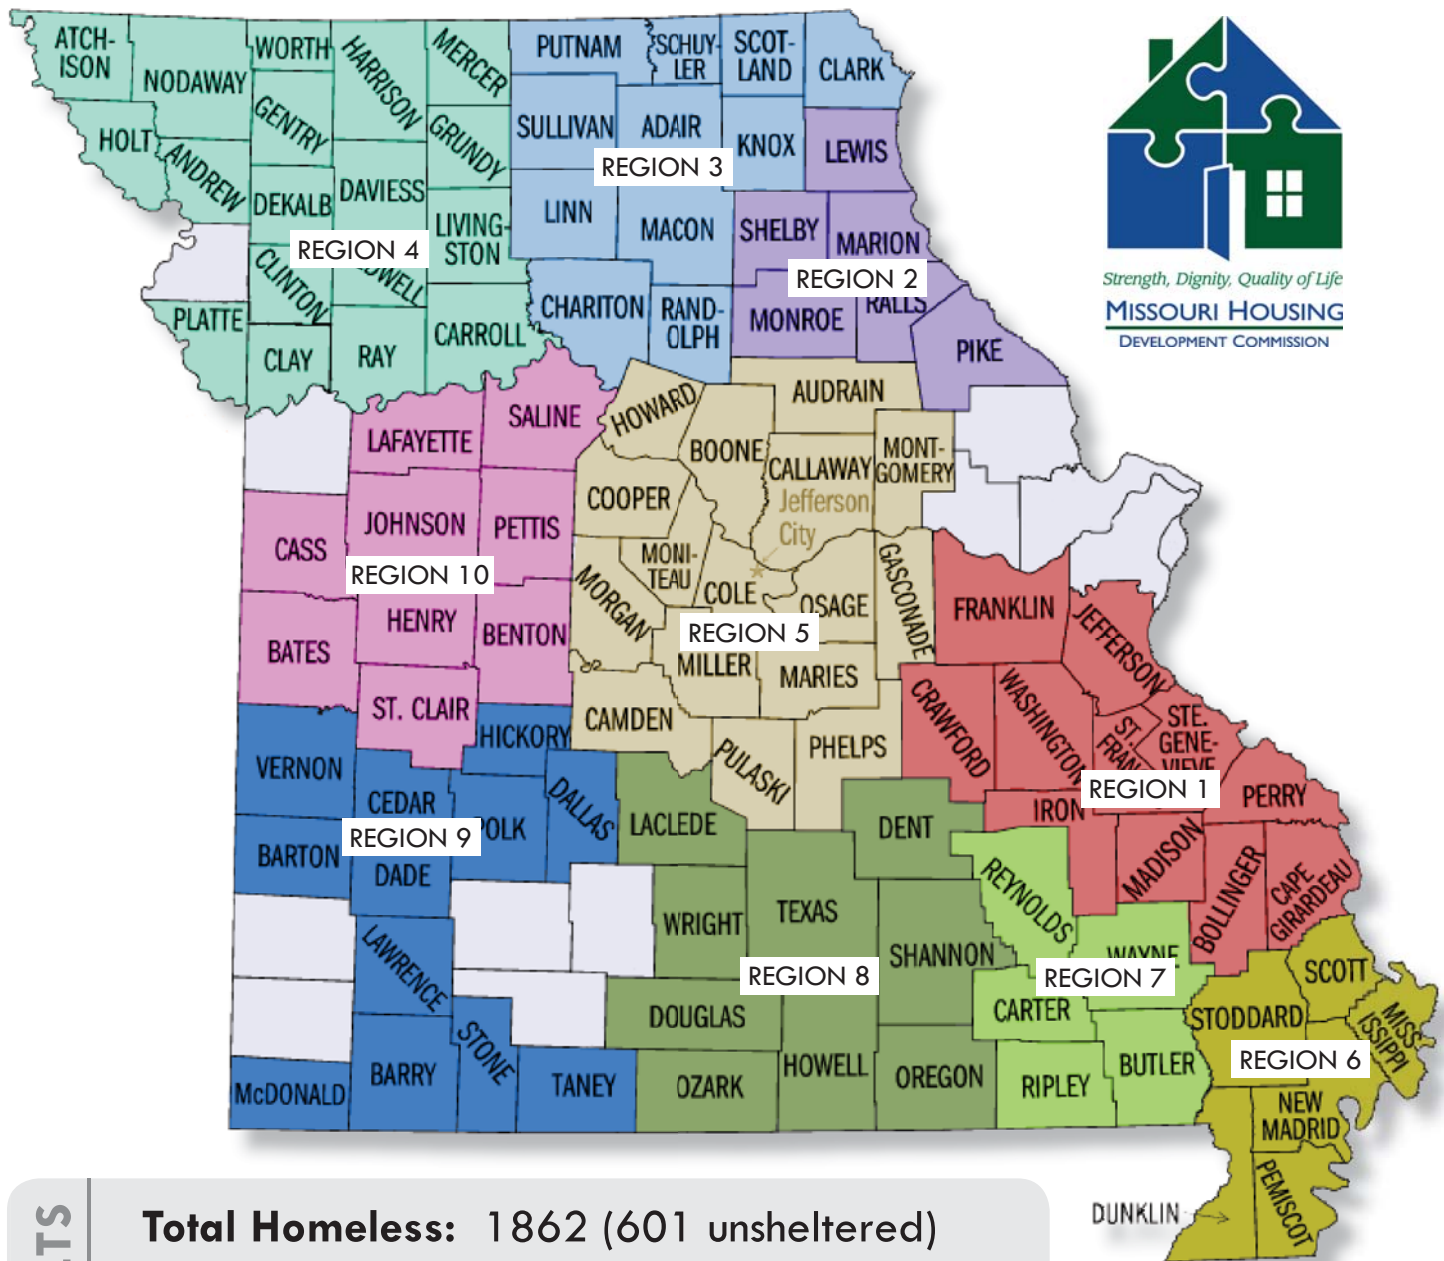 ATCH-
ISON
NODAWAY
WORTH
HARRISON
MERCER
PUTNAM
SCHUY-
LER
SCOT-
LAND
CLARK
HOLT
ANDREW
GENTRY
GRUNDY
SULLIVAN
ADAIR
KNOX
LEWIS
REGION 3
DEKALB
DAVIESS
LIVING-
STON
LINN
MACON
SHELBY
MARION
REGION 4
REGION 2
CLINTON
PLATTE
CLAY
RAY
CARROLL
CHARITON
RAND-
OLPH
MONROE
RALLS
PIKE
Strength, Dignity, Quality of Life
MISSOURI HOUSING
DEVELOPMENT COMMISSION
LAFAYETTE
SALINE
HOWARD
BOONE
AUDRAIN
CALLAWAY
MONT-
GOMERY
COOPER
Jefferson
City
CASS
JOHNSON
PETTIS
MONI-
TEAU
MORGAN
COLE
OSAGE
GASCONADE
REGION 10
REGION 5
BATES
HENRY
BENTON
MILLER
MARIES
FRANKLIN
JEFFERSON
ST. CLAIR
CAMDEN
PULASKI
PHELPS
CRAWFORD
WASHINGTON
ST.
STE.
GENE-
VIEVE
PERRY
REGION 1
VERNON
HICKORY
CEDAR
POLK
DALLAS
LACLEDE
DENT
IRON
MADISON
BOLLINGER
CAPE
GIRARDEAU
REGION 9
BARTON
DADE
LAWRENCE
WRIGHT
TEXAS
SHANNON
REYNOLDS
WAYNE
REGION 8
REGION 7
CARTER
DOUGLAS
STODDARD
SCOTT
MISS-
ISSIPPI
REGION 6
McDONALD
BARRY
STONE
TANEY
OZARK
HOWELL
OREGON
RIPLEY
BUTLER
NEW
MADRID
PEMISCOT
DUNKLIN
Total Homeless: 1862 (601 unsheltered)